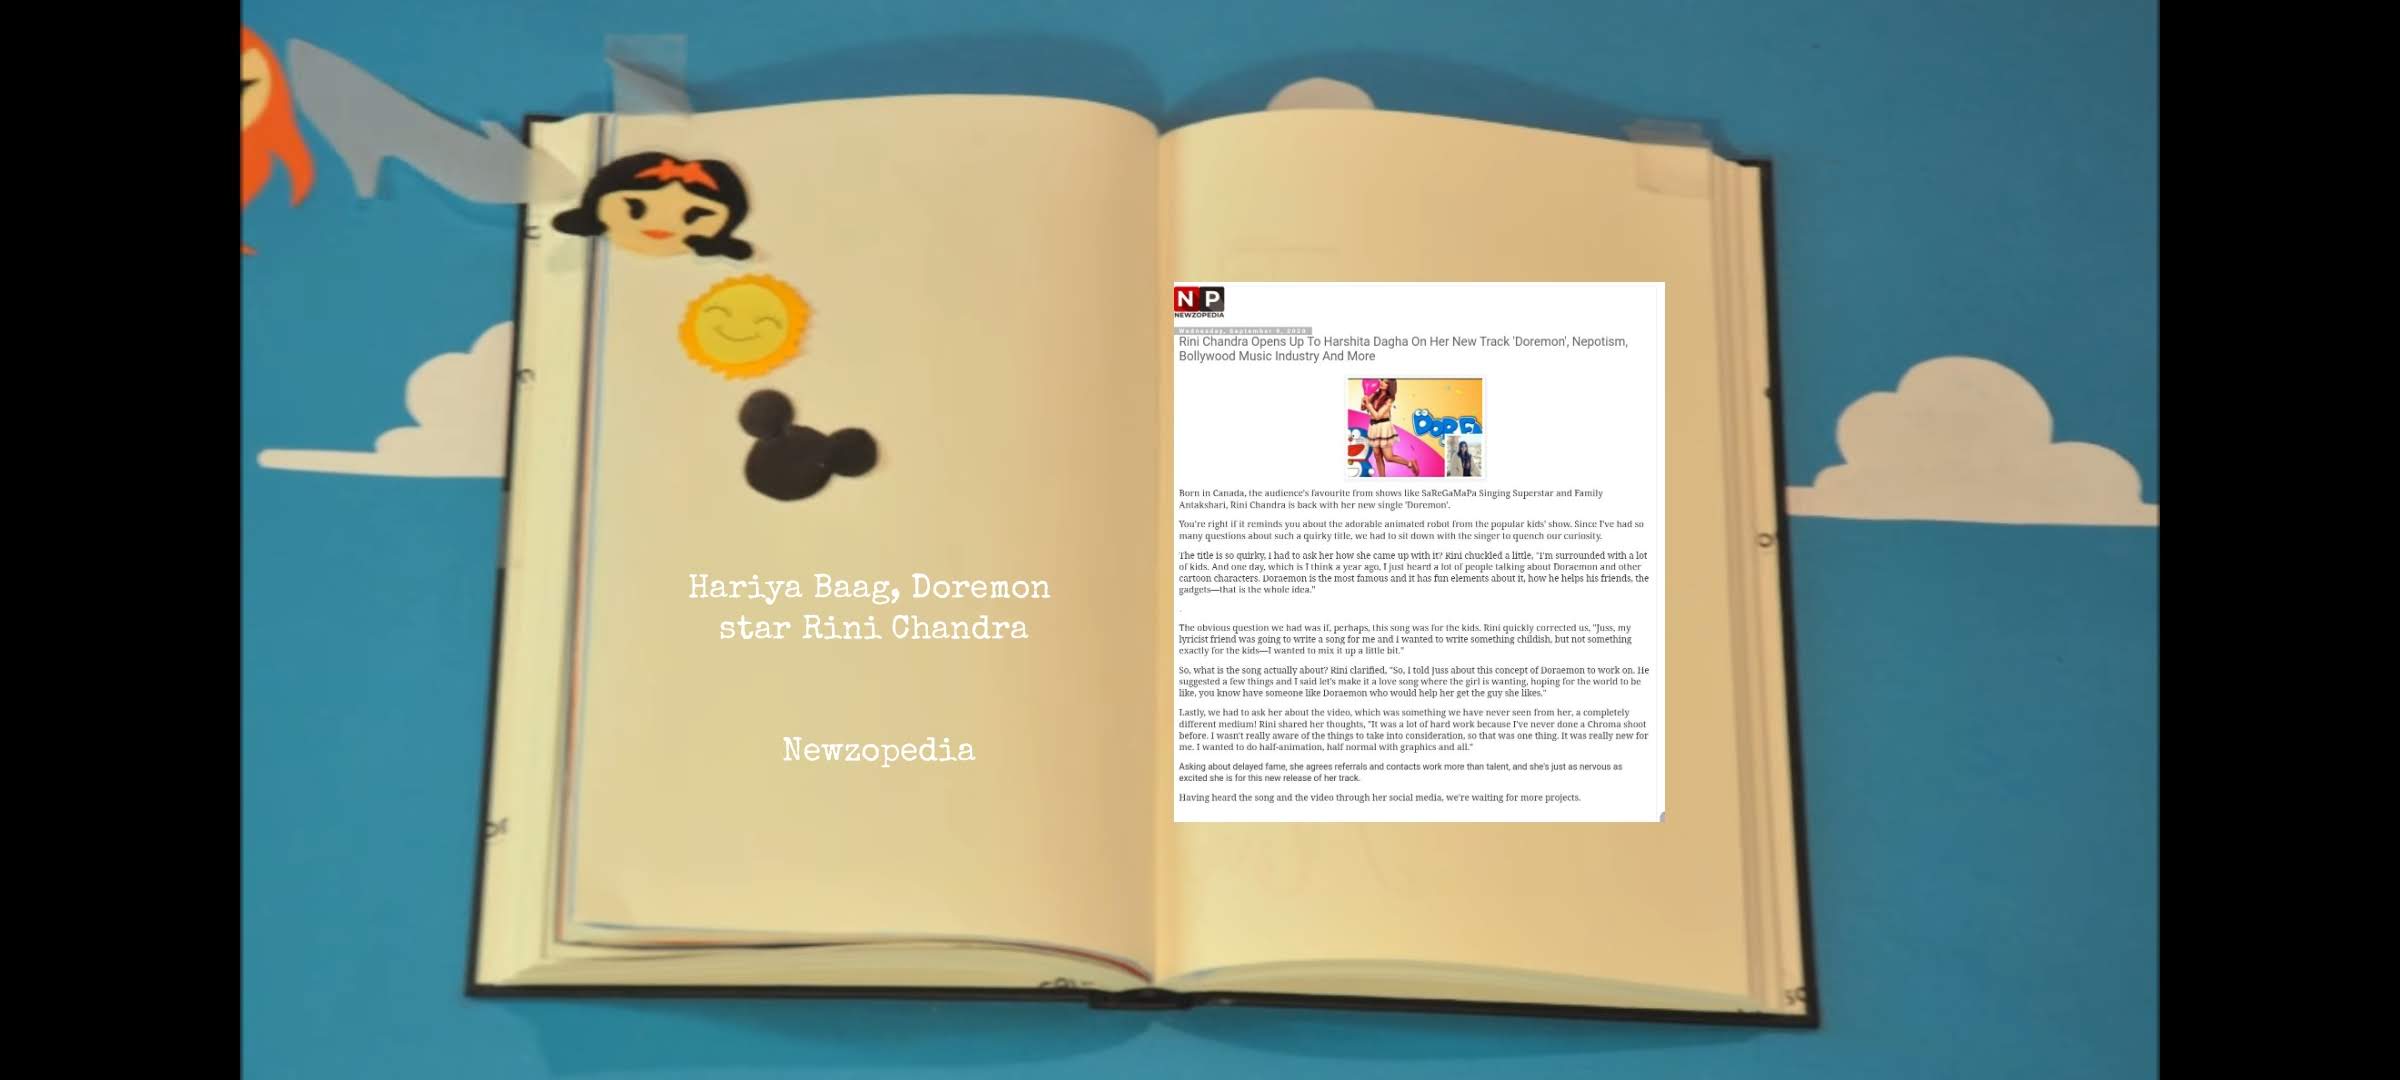 Hariya Baag, Doremon
star Rini Chandra
Newzopedia
N P
NEWZOPEDIA
Wednesday, September 9, 2020
Rini Chandra Opens Up To Harshita Dagha On Her New Track 'Doremon', Nepotism,
Bollywood Music Industry And More
Born in Canada, the audience's favourite from shows like SaReGaMaPa Singing Superstar and Family
Antakshari, Rini Chandra is back with her new single 'Doremon'.
You're right if it reminds you about the adorable animated robot from the popular kids' show. Since I've had so
many questions about such a quirky title, we had to sit down with the singer to quench our curiosity.
The title is so quirky, I had to ask her how she came up with it? Rini chuckled a little, "I'm surrounded with a lot
of kids. And one day, which is I think a year ago, I just heard a lot of people talking about Doraemon and other
cartoon characters. Doraemon is the most famous and it has fun elements about it, how he helps his friends, the
gadgets—that is the whole idea."
.
The obvious question we had was if, perhaps, this song was for the kids. Rini quickly corrected us, "Juss, my
lyricist friend was going to write a song for me and i wanted to write something childish, but not something
exactly for the kids—I wanted to mix it up a little bit."
So, what is the song actually about? Rini clarified, "So, i told Juss about this concept of Doraemon to work on. He
suggested a few things and I said let's make it a love song where the girl is wanting, hoping for the world to be
like, you know have someone like Doraemon who would help her get the guy she likes."
Lastly, we had to ask her about the video, which was something we have never seen from her, a completely
different medium! Rini shared her thoughts, "It was a lot of hard work because I've never done a Chroma shoot
before. I wasn't really aware of the things to take into consideration, so that was one thing. It was really new for
me. I wanted to do half-animation, half normal with graphics and all."
Asking about delayed fame, she agrees referrals and contacts work more than talent, and she's just as nervous as
excited she is for this new release of her track.
Having heard the song and the video through her social media, we're waiting for more projects.